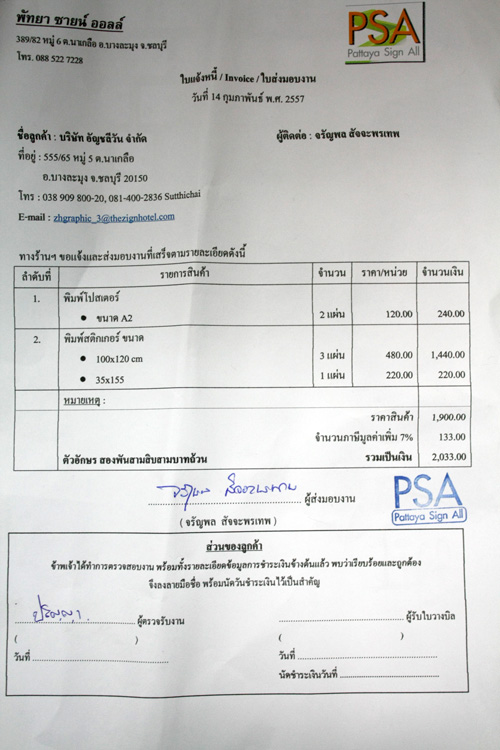 พัทยา ซายน์ ออลล์
PSA
Pattaya Sign All
389/82 หมู่ 6 ต.นาเกลือ อ.บางละมุง จ.ชลบุรี
โทร. 088 522 7228
ใบแจ้งหนี้ / Invoice / ใบส่งมอบงาน
วันที่ 14 กุมภาพันธ์ พ.ศ. 2557
ชื่อลูกค้า : บริษัท อัญชลีวัน จำกัด ผู้ติดต่อ : จรัญพล สัจจะพรเทพ
ที่อยู่ : 555/65 หมู่ 5 ต.นาเกลือ
อ.บางละมุง จ.ชลบุรี 20150
โทร : 038 909 800-20, 081-400-2836 Sutthichai
E-mail : zhgraphic_3@thezignhotel.com
ทางร้านฯ ขอแจ้งและส่งมอบงานที่เสร็จตามรายละเอียดดังนี้
ลำดับที่ รายการสินค้า จำนวน ราคา/หน่วย จำนวนเงิน
1. พิมพ์โปสเตอร์
● ขนาด A2 2 แผ่น 120.00 240.00
2. พิมพ์สติกเกอร์ ขนาด
● 100x120 cm 3 แผ่น 480.00 1,440.00
● 35x155 1 แผ่น 220.00 220.00
หมายเหตุ :
ราคาสินค้า 1,900.00
จำนวนภาษีมูลค่าเพิ่ม 7% 133.00
ตัวอักษร สองพันสามสิบสามบาทถ้วน รวมเป็นเงิน 2,033.00
จรัญพล สัจจะพรเทพ ผู้ส่งมอบงาน
( จรัญพล สัจจะพรเทพ )
PSA
Pattaya Sign All
ส่วนของลูกค้า
ข้าพเจ้าได้ทำการตรวจสอบงาน พร้อมทั้งรายละเอียดข้อมูลการชำระเงินข้างต้นแล้ว พบว่าเรียบร้อยและถูกต้อง
จึงลงลายมือชื่อ พร้อมนัดวันชำระเงินไว้เป็นสำคัญ
ปริญญา ผู้ตรวจรับงาน ผู้รับใบวางบิล
( ) ( )
วันที่ วันที่
นัดชำระเงินวันที่